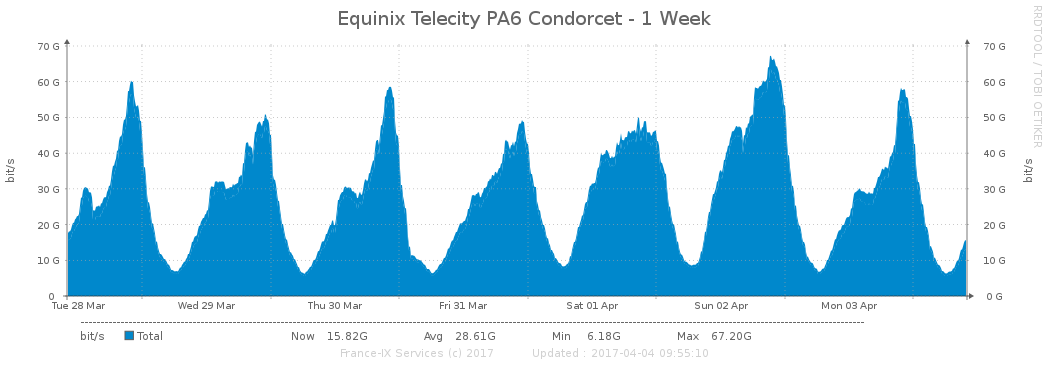 Equinix Telecity PA6 Condorcet - 1 Week
RRDTOOL / TOBI OETIKER
bit/s
70 G
60 G
50 G
40 G
30 G
20 G
10 G
0
70 G
60 G
50 G
40 G
30 G
20 G
10 G
0 G
bit/s
Tue 28 Mar Wed 29 Mar Thu 30 Mar Fri 31 Mar Sat 01 Apr Sun 02 Apr Mon 03 Apr
bit/s Total Now 15.82G Avg 28.61G Min 6.18G Max 67.20G
France-IX Services (c) 2017 Updated : 2017-04-04 09:55:10